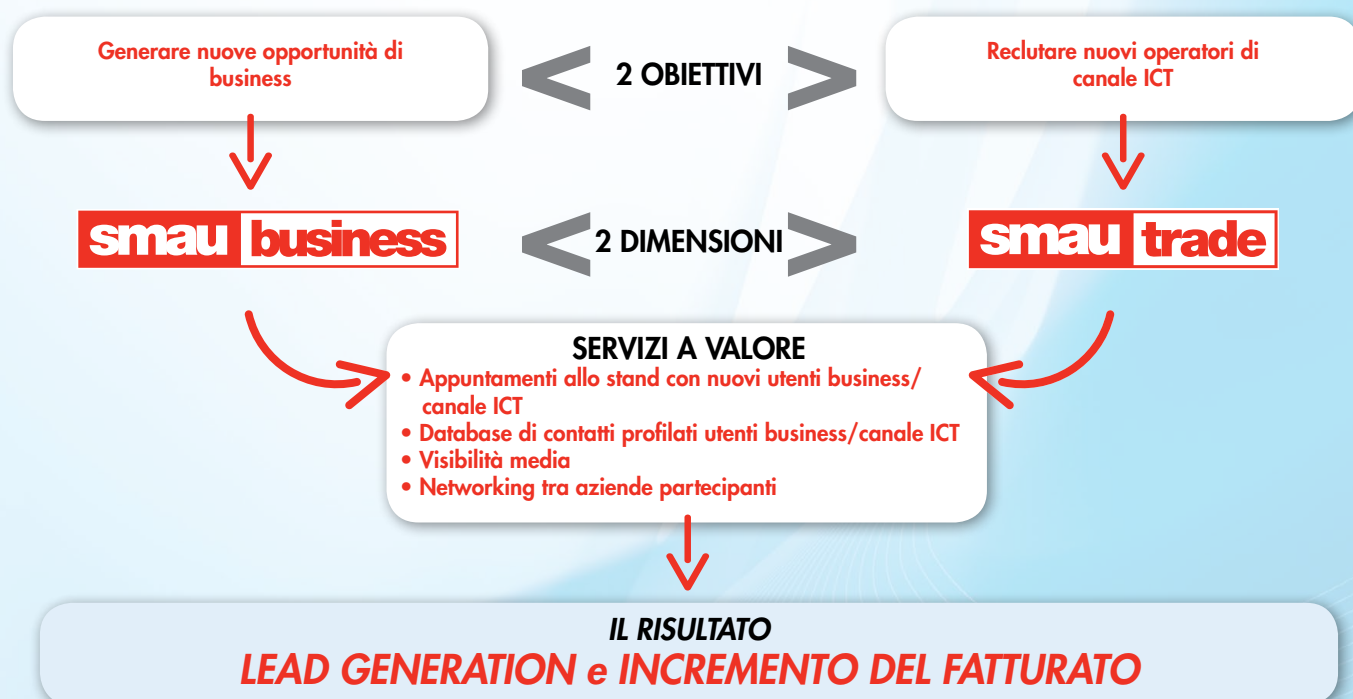 Generare nuove opportunità di
business
< 2 OBIETTIVI >
Reclutare nuovi operatori di
canale ICT
smau business
< 2 DIMENSIONI >
smau trade
SERVIZI A VALORE
• Appuntamenti allo stand con nuovi utenti business/
canale ICT
• Database di contatti profilati utenti business/canale ICT
• Visibilità media
• Networking tra aziende partecipanti
IL RISULTATO
LEAD GENERATION e INCREMENTO DEL FATTURATO